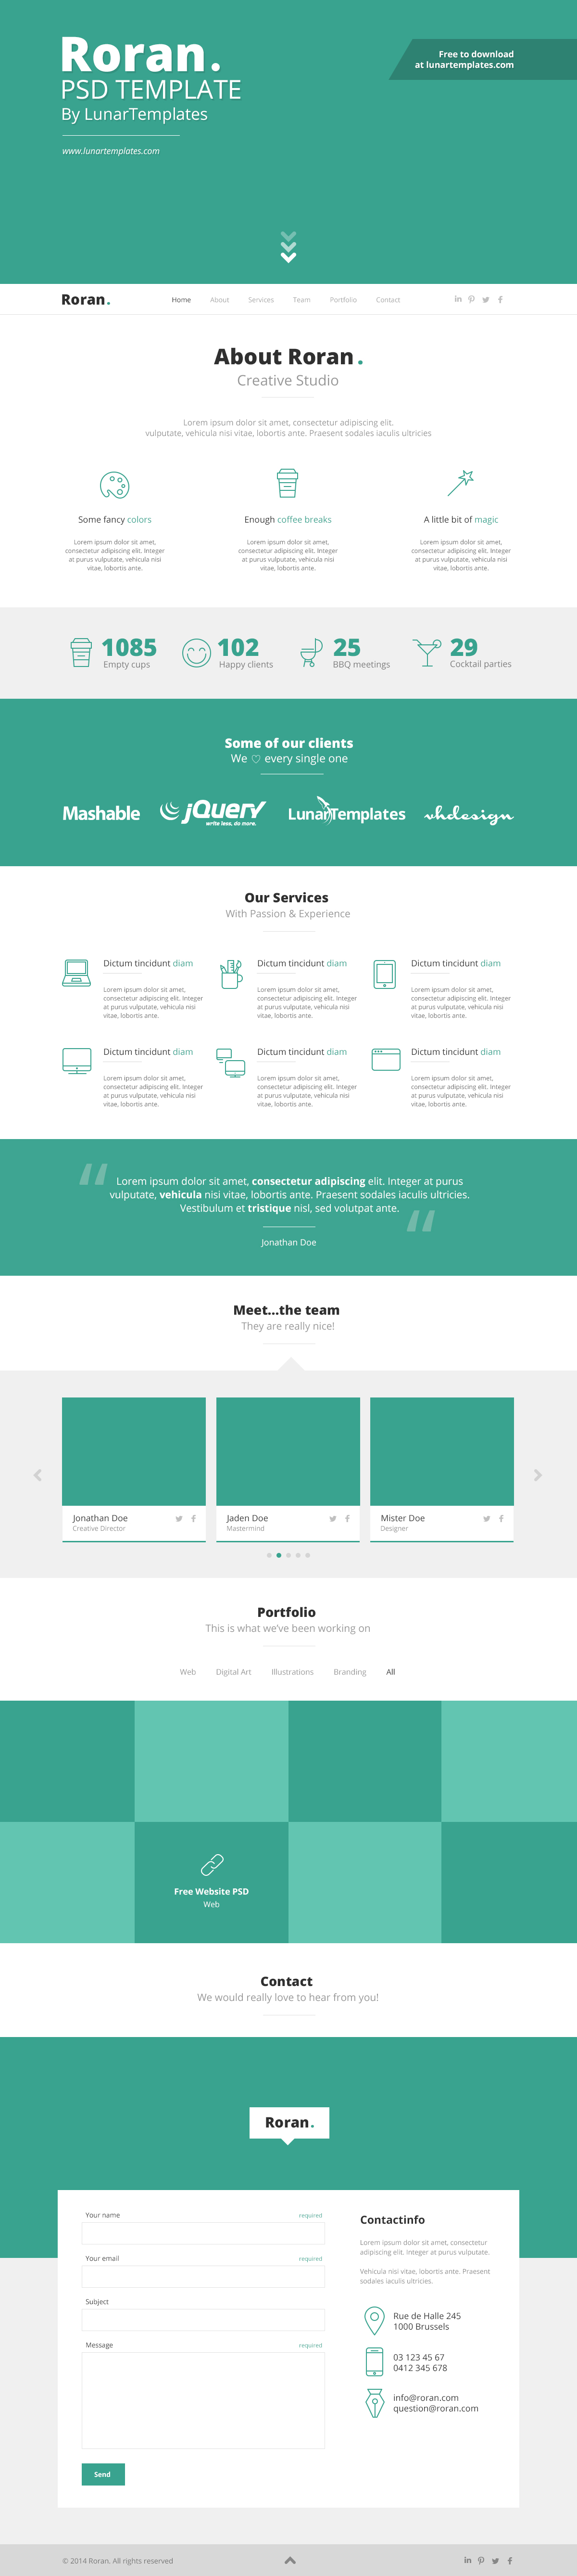 Roran.
PSD TEMPLATE
By LunarTemplates
www.lunartemplates.com
Free to download
at lunartemplates.com
Roran.
Home About Services Team Portfolio Contact
About Roran.
Creative Studio
Lorem ipsum dolor sit amet, consectetur adipiscing elit.
vulputate, vehicula nisi vitae, lobortis ante. Praesent sodales iaculis ultricies
Some fancy colors
Lorem ipsum dolor sit amet,
consectetur adipiscing elit. Integer
at purus vulputate, vehicula nisi
vitae, lobortis ante.
Enough coffee breaks
Lorem ipsum dolor sit amet,
consectetur adipiscing elit. Integer
at purus vulputate, vehicula nisi
vitae, lobortis ante.
A little bit of magic
Lorem ipsum dolor sit amet,
consectetur adipiscing elit. Integer
at purus vulputate, vehicula nisi
vitae, lobortis ante.
1085
Empty cups
102
Happy clients
25
BBQ meetings
29
Cocktail parties
Some of our clients
We ♡ every single one
Mashable
jQuery
write less, do more.
LunarTemplates
vhdesign
Our Services
With Passion & Experience
Dictum tincidunt diam
Lorem ipsum dolor sit amet,
consectetur adipiscing elit. Integer
at purus vulputate, vehicula nisi
vitae, lobortis ante.
Dictum tincidunt diam
Lorem ipsum dolor sit amet,
consectetur adipiscing elit. Integer
at purus vulputate, vehicula nisi
vitae, lobortis ante.
Dictum tincidunt diam
Lorem ipsum dolor sit amet,
consectetur adipiscing elit. Integer
at purus vulputate, vehicula nisi
vitae, lobortis ante.
Dictum tincidunt diam
Lorem ipsum dolor sit amet,
consectetur adipiscing elit. Integer
at purus vulputate, vehicula nisi
vitae, lobortis ante.
Dictum tincidunt diam
Lorem ipsum dolor sit amet,
consectetur adipiscing elit. Integer
at purus vulputate, vehicula nisi
vitae, lobortis ante.
Dictum tincidunt diam
Lorem ipsum dolor sit amet,
consectetur adipiscing elit. Integer
at purus vulputate, vehicula nisi
vitae, lobortis ante.
" Lorem ipsum dolor sit amet, consectetur adipiscing elit. Integer at purus
vulputate, vehicula nisi vitae, lobortis ante. Praesent sodales iaculis ultricies.
Vestibulum et tristique nisl, sed volutpat ante. "
Jonathan Doe
Meet...the team
They are really nice!
Jonathan Doe
Creative Director
Jaden Doe
Mastermind
Mister Doe
Designer
Portfolio
This is what we've been working on
Web Digital Art Illustrations Branding All
Free Website PSD
Web
Contact
We would really love to hear from you!
Roran.
Your name required
Your email required
Subject
Message required
Send
Contactinfo
Lorem ipsum dolor sit amet, consectetur
adipiscing elit. Integer at purus vulputate.
Vehicula nisi vitae, lobortis ante. Praesent
sodales iaculis ultricies.
Rue de Halle 245
1000 Brussels
03 123 45 67
0412 345 678
info@roran.com
question@roran.com
© 2014 Roran. All rights reserved